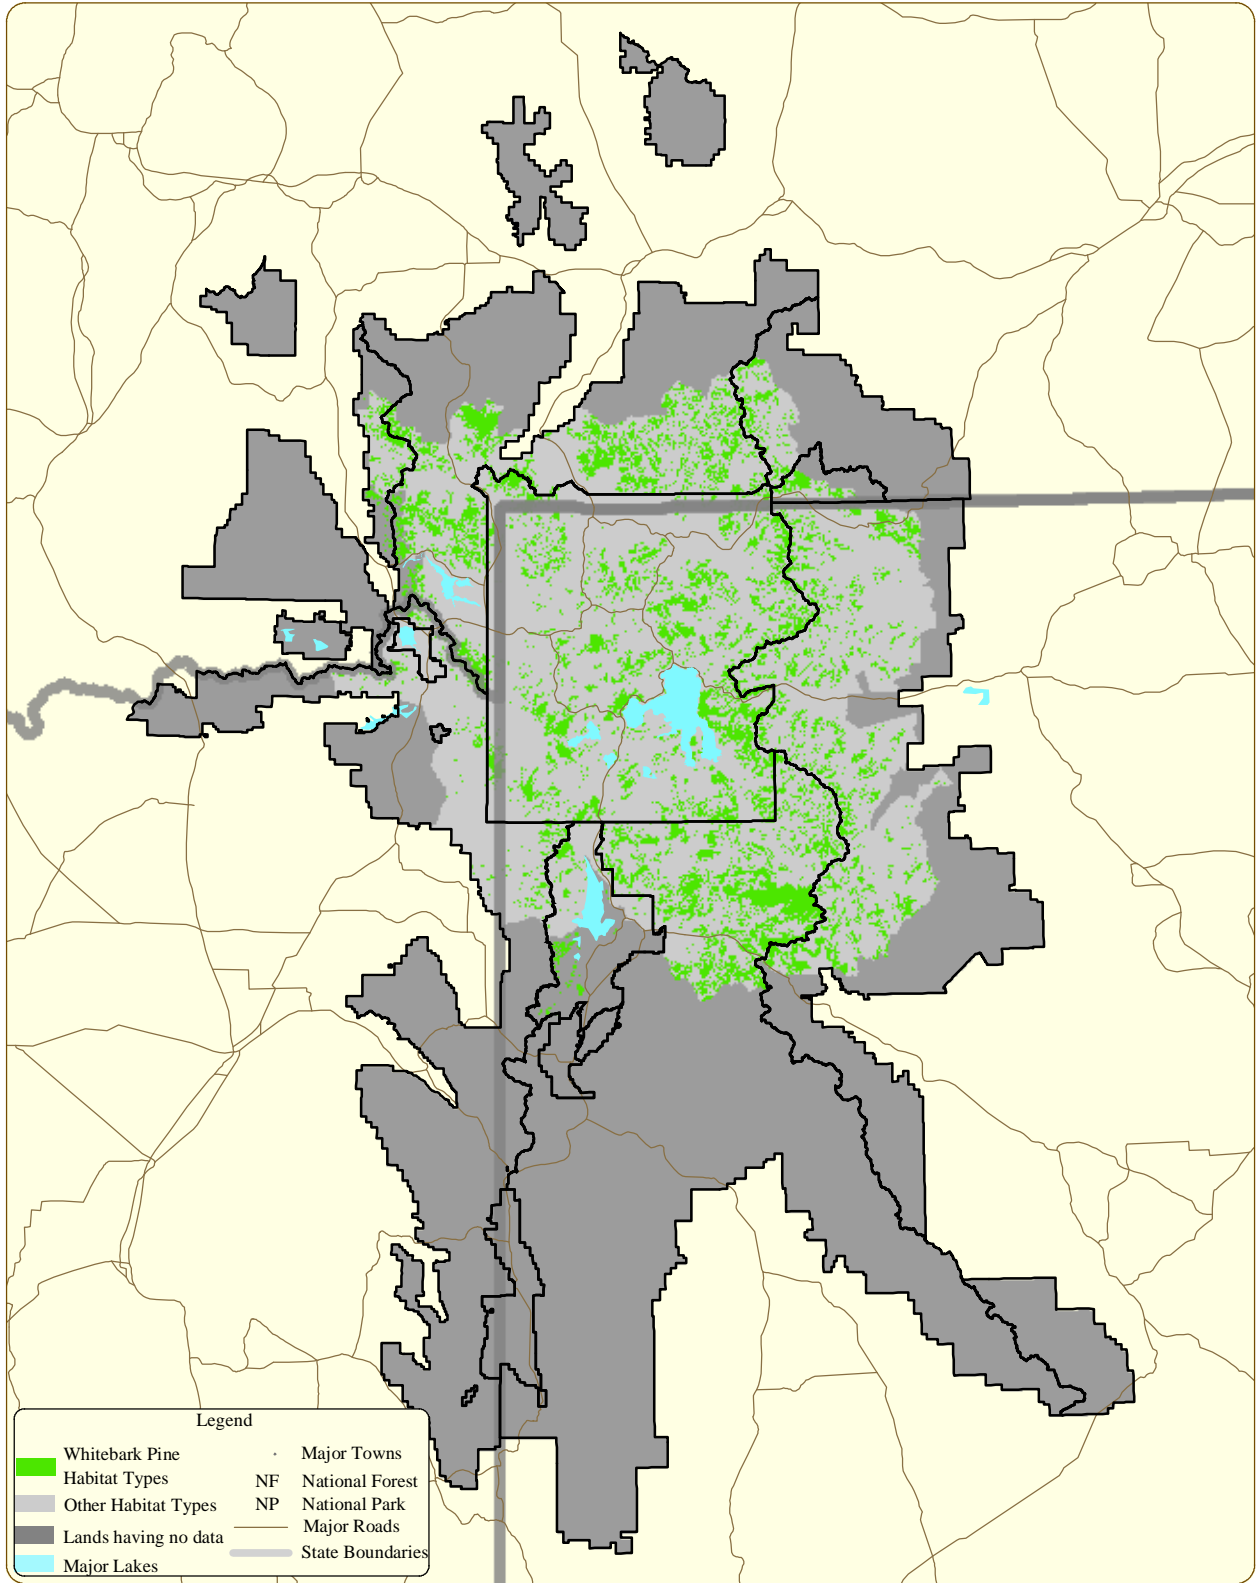 Legend
Whitebark Pine
Habitat Types
Other Habitat Types
Lands having no data
Major Lakes
Major Towns
NF National Forest
NP National Park
Major Roads
State Boundaries